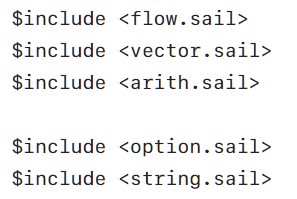 $include <flow.sail>
$include <vector.sail>
$include <arith.sail>
$include <option.sail>
$include <string.sail>